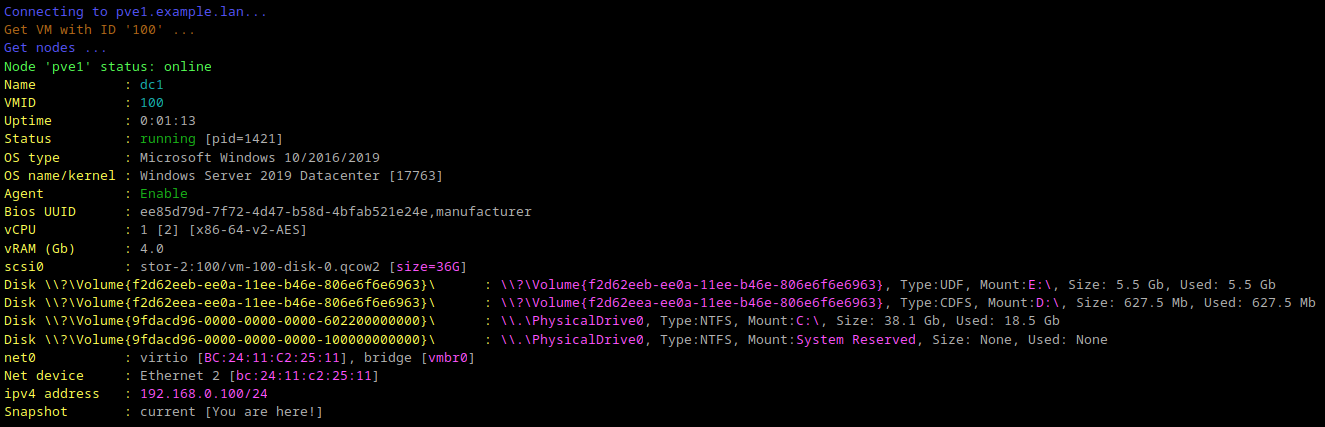 Connecting to pve1.example.lan...
Get VM with ID '100' ...
Get nodes ...
Node 'pve1' status: online
Name           : dc1
VMID           : 100
Uptime         : 0:01:13
Status         : running [pid=1421]
OS type        : Microsoft Windows 10/2016/2019
OS name/kernel : Windows Server 2019 Datacenter [17763]
Agent          : Enable
Bios UUID      : ee85d79d-7f72-4d47-b58d-4bfab521e24e,manufacturer
vCPU           : 1 [2] [x86-64-v2-AES]
vRAM (Gb)      : 4.0
scsi0          : stor-2:100/vm-100-disk-0.qcow2 [size=36G]
Disk \\?\Volume{f2d62eeb-ee0a-11ee-b46e-806e6f6e6963}\      : \\?\Volume{f2d62eeb-ee0a-11ee-b46e-806e6f6e6963}, Type:UDF, Mount:E:\, Size: 5.5 Gb, Used: 5.5 Gb
Disk \\?\Volume{f2d62eea-ee0a-11ee-b46e-806e6f6e6963}\      : \\?\Volume{f2d62eea-ee0a-11ee-b46e-806e6f6e6963}, Type:CDFS, Mount:D:\, Size: 627.5 Mb, Used: 627.5 Mb
Disk \\?\Volume{9fdacd96-0000-0000-0000-602200000000}\      : \\.\PhysicalDrive0, Type:NTFS, Mount:C:\, Size: 38.1 Gb, Used: 18.5 Gb
Disk \\?\Volume{9fdacd96-0000-0000-0000-100000000000}\      : \\.\PhysicalDrive0, Type:NTFS, Mount:System Reserved, Size: None, Used: None
net0           : virtio [BC:24:11:C2:25:11], bridge [vmbr0]
Net device     : Ethernet 2 [bc:24:11:c2:25:11]
ipv4 address   : 192.168.0.100/24
Snapshot       : current [You are here!]